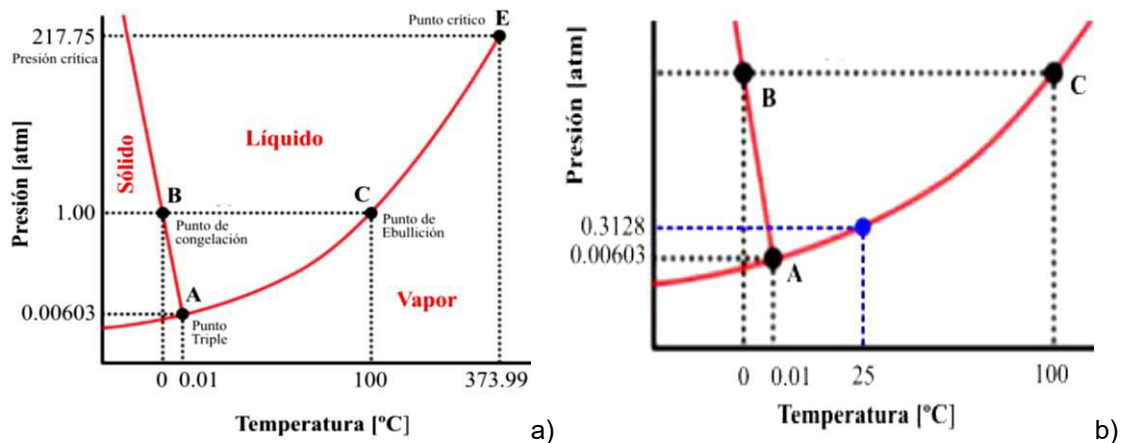 Punto crítico E
217.75
Presión crítica
Presión [atm]
Sólido
Líquido
B
C
1.00
Punto de
congelación
Punto de
Ebullición
A
Vapor
0.00603
Punto
Triple
0 0.01 100 373.99
Temperatura [ºC]
a)
Presión [atm]
B
C
0.3128
0.00603
A
0 0.01 25 100
Temperatura [ºC]
b)